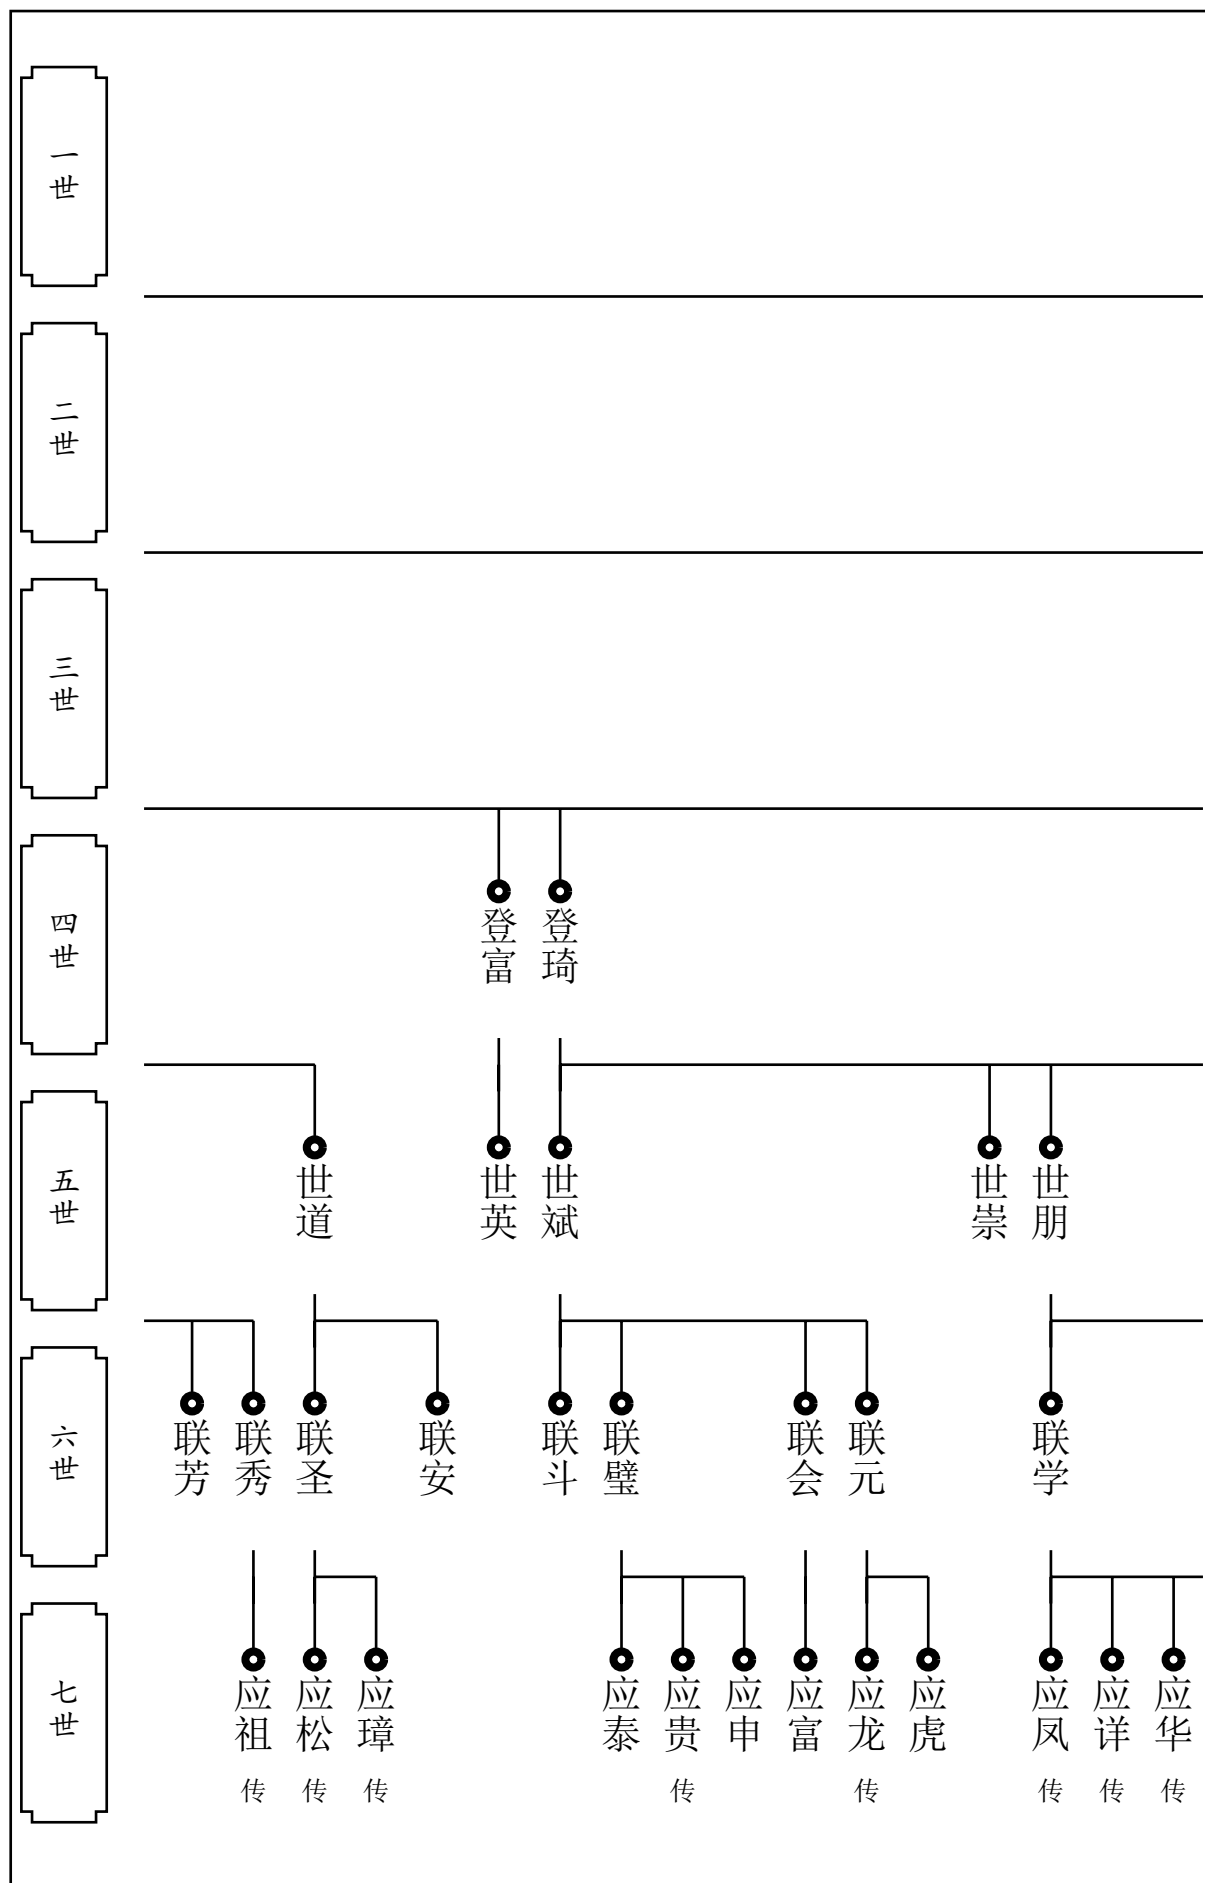 一世
二世
三世
四世
登富
登琦
五世
世道
世英
世斌
世崇
世朋
六世
联芳
联秀
联圣
联安
联斗
联璧
联会
联元
联学
七世
应祖
传
应松
传
应璋
传
应泰
应贵
传
应申
应富
应龙
传
应虎
应凤
传
应详
传
应华
传